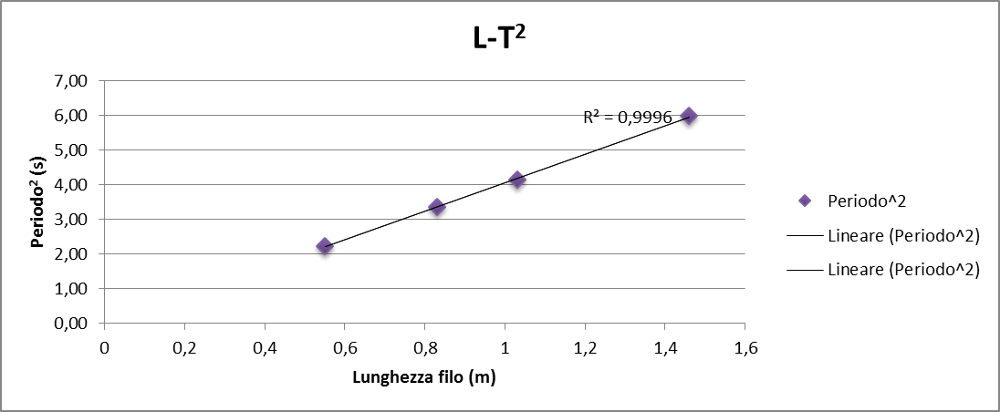 L-T²
7,00
6,00
5,00
4,00
3,00
2,00
1,00
0,00
Periodo² (s)
R² = 0,9996
0 0,2 0,4 0,6 0,8 1 1,2 1,4 1,6
Lunghezza filo (m)
Periodo^2
Lineare (Periodo^2)
Lineare (Periodo^2)